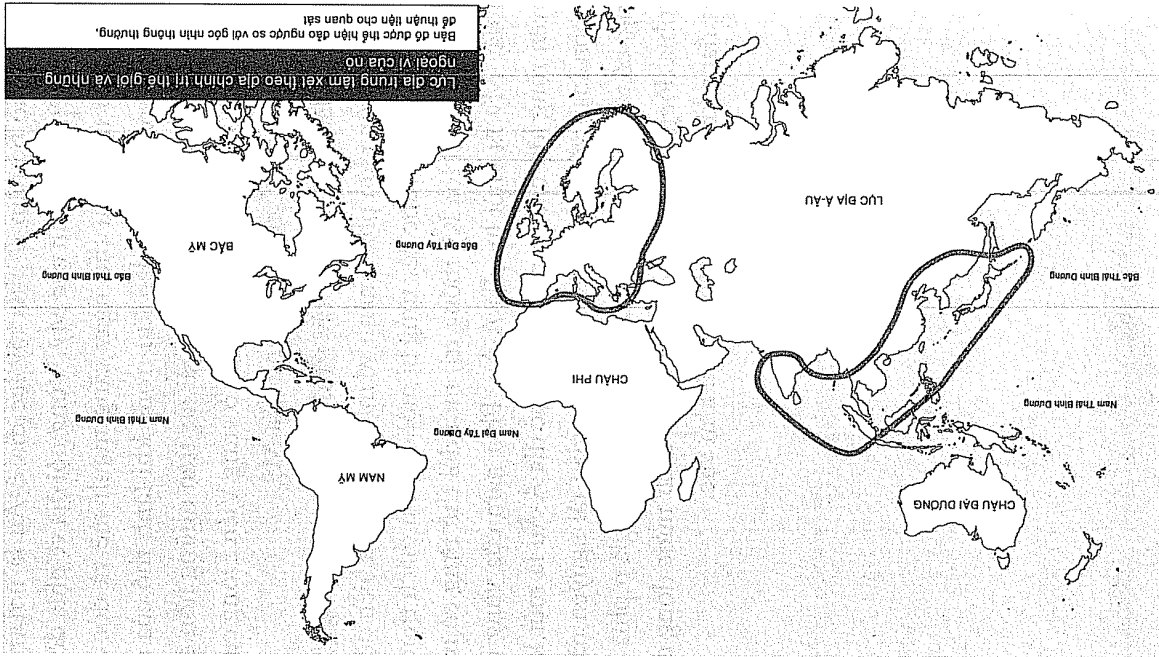 CHÂU ĐẠI DƯƠNG
NAM MỸ
Nam Đại Tây Dương
Nam Thái Bình Dương
Nam Thái Bình Dương
CHÂU PHI
Bắc Thái Bình Dương
Bắc Thái Bình Dương
BẮC MỸ
Bắc Đại Tây Dương
LỤC ĐỊA Á-ÂU
Lục địa trung tâm xét theo địa chính trị thế giới và những
ngoại vi của nó
Bản đồ được thể hiện đảo ngược so với góc nhìn thông thường,
để thuận tiện cho quan sát